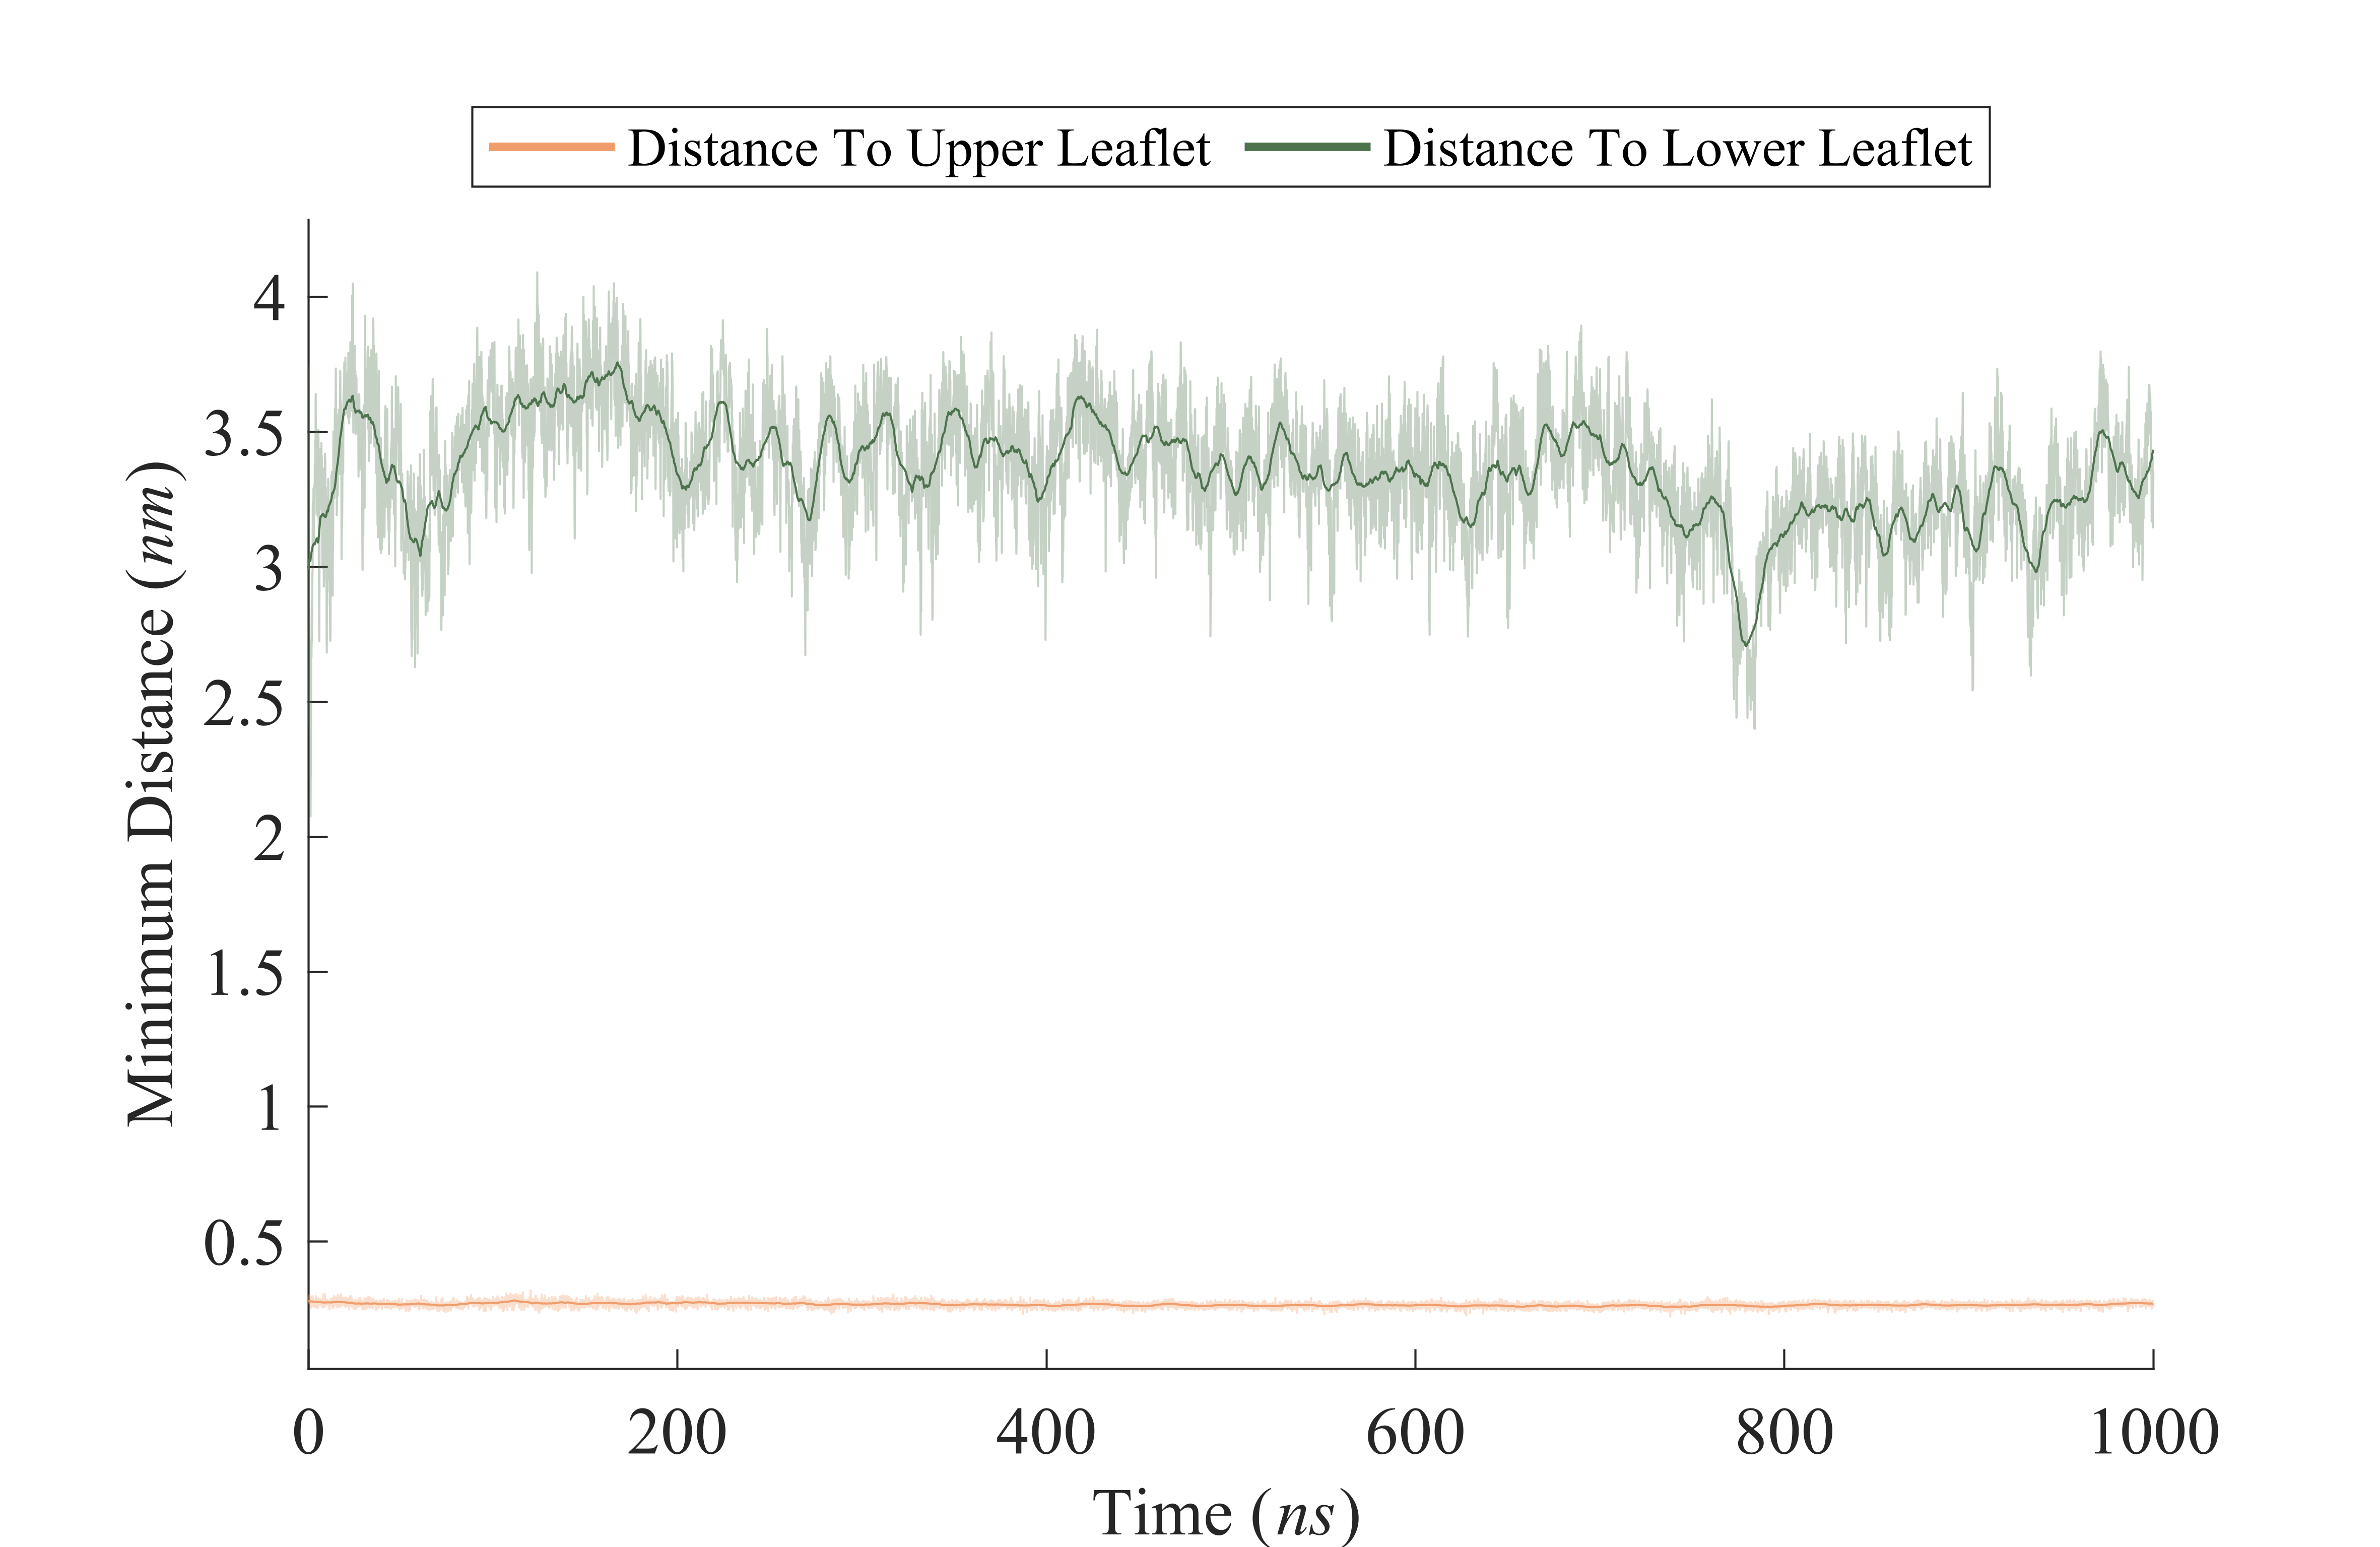 Distance To Upper Leaflet Distance To Lower Leaflet
Minimum Distance (nm)
4
3.5
3
2.5
2
1.5
1
0.5
0 200 400 600 800 1000
Time (ns)